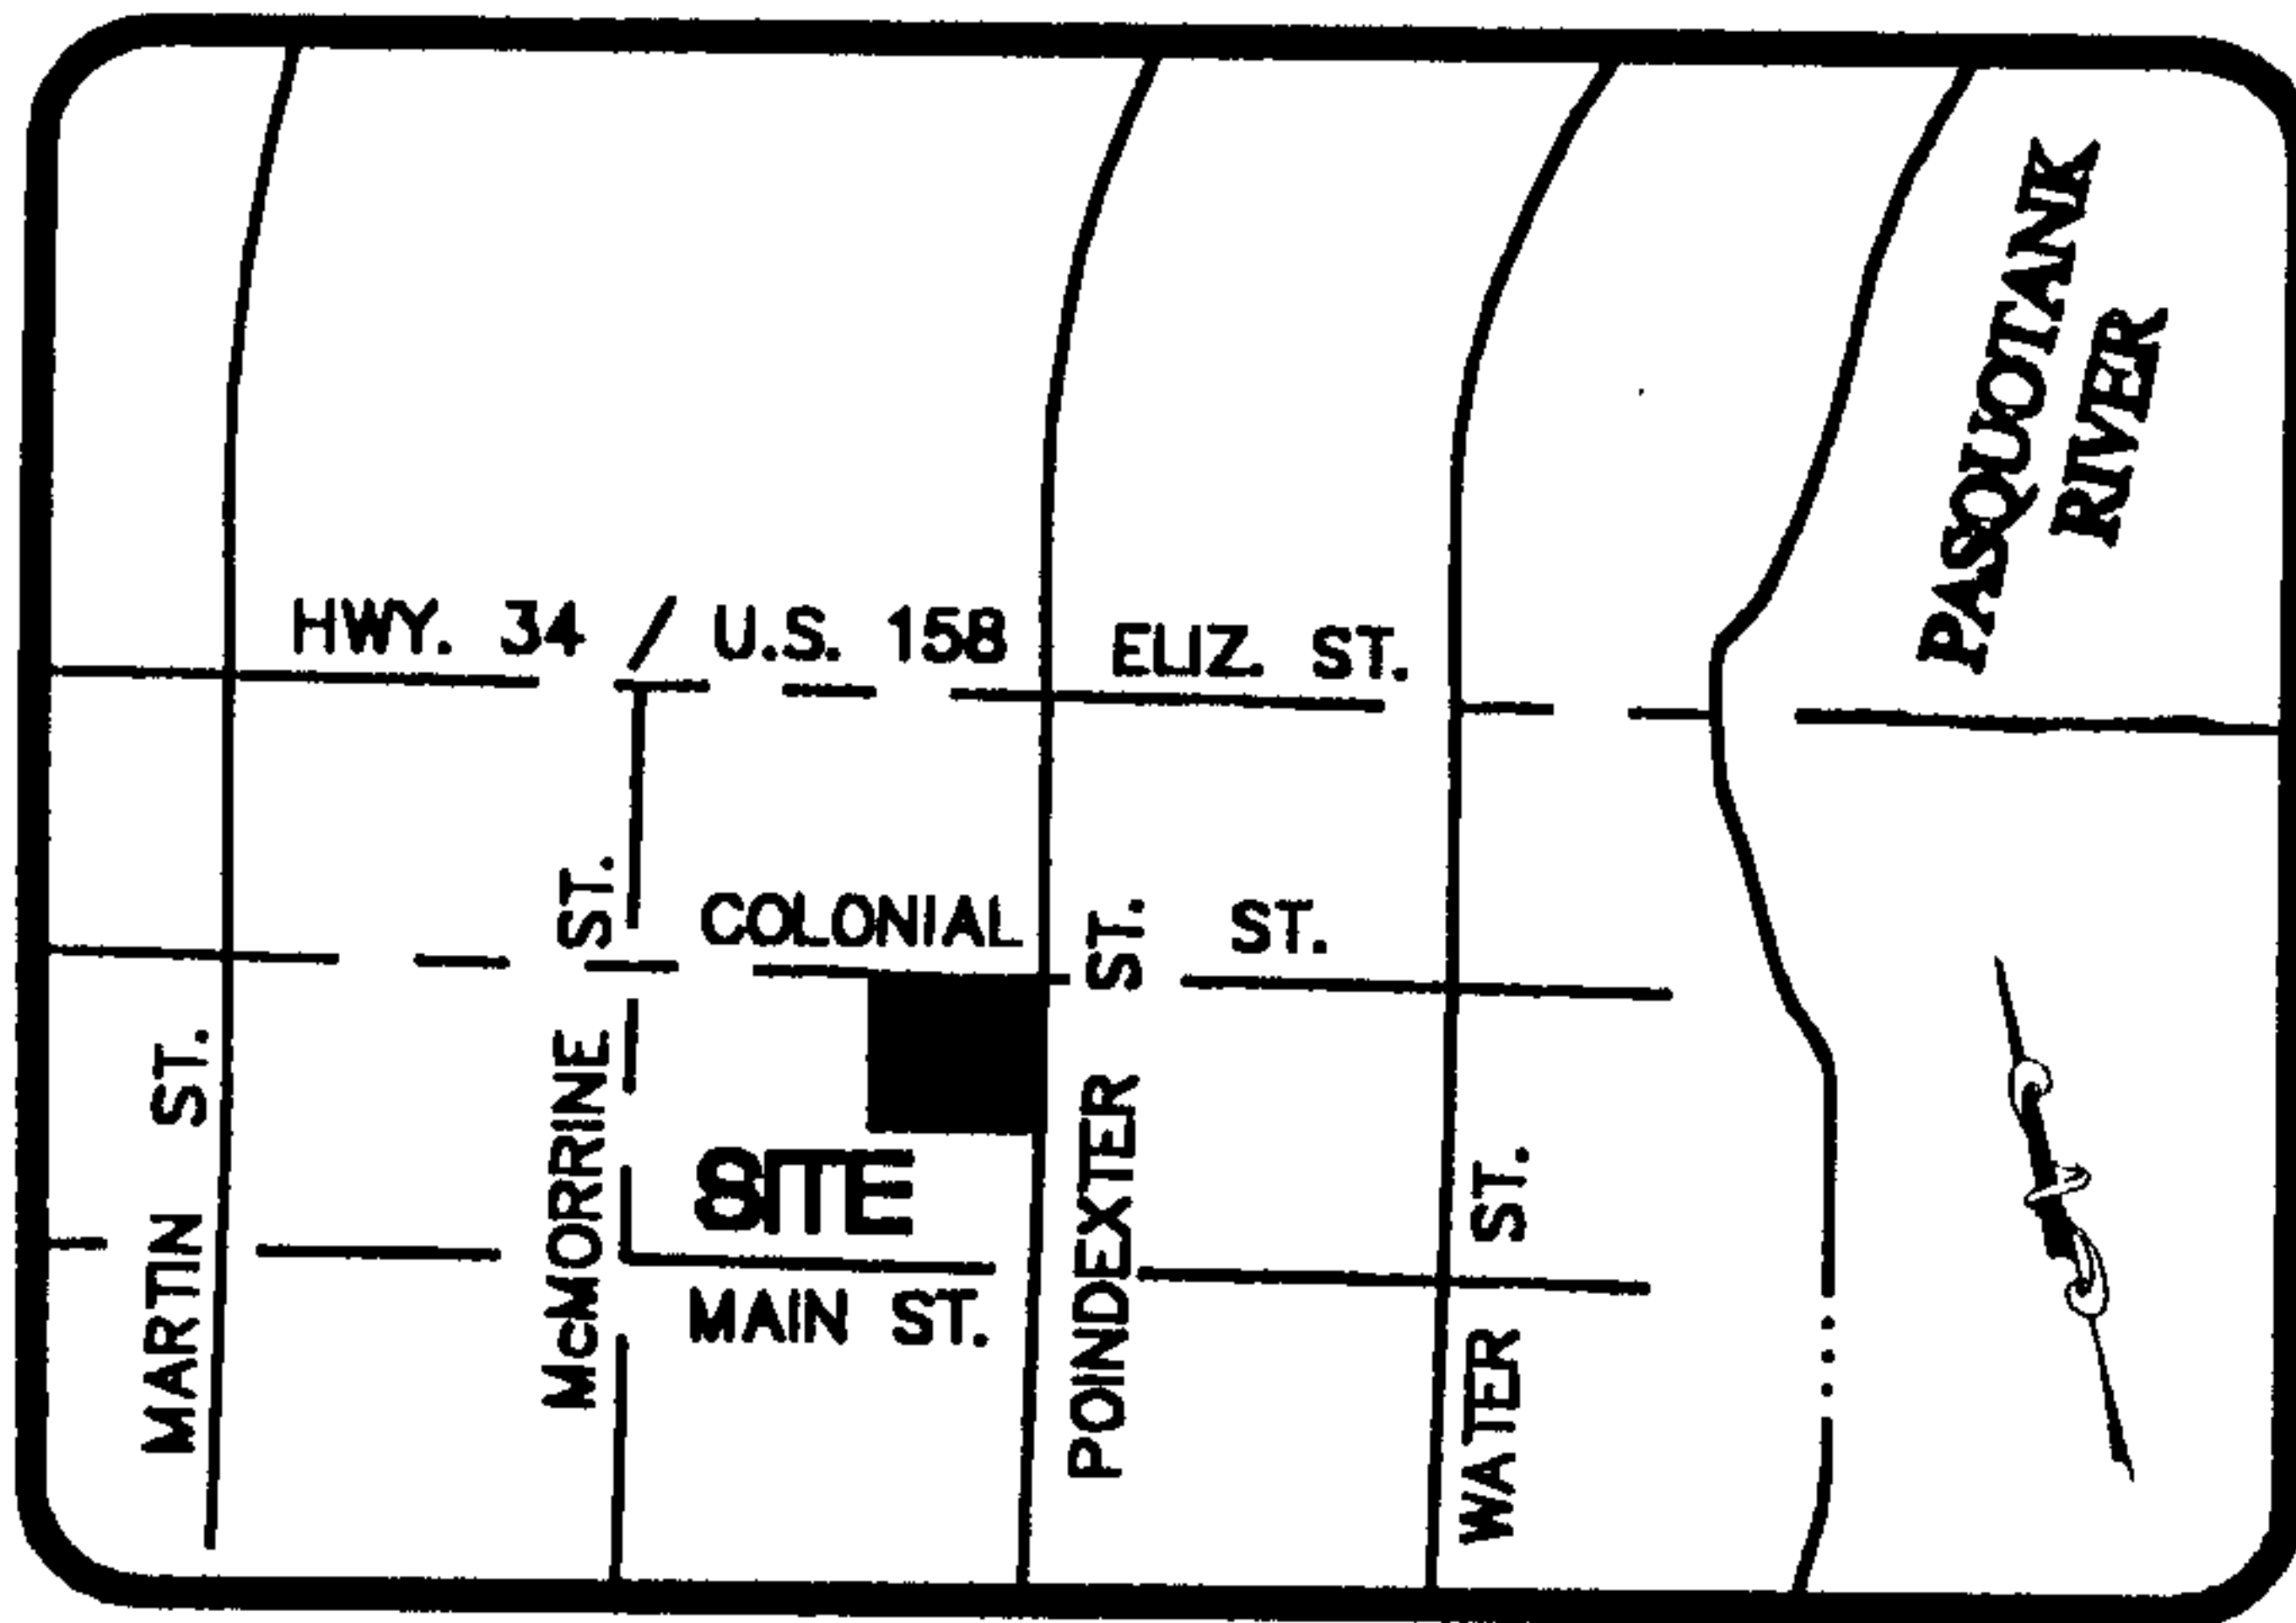 PASQUOTANK
RIVER
HWY. 34 / U.S. 158
ELIZ. ST.
COLONIAL ST.
MARTIN ST.
McMORRINE ST.
SITE
MAIN ST.
POINDEXTER ST.
WATER ST.